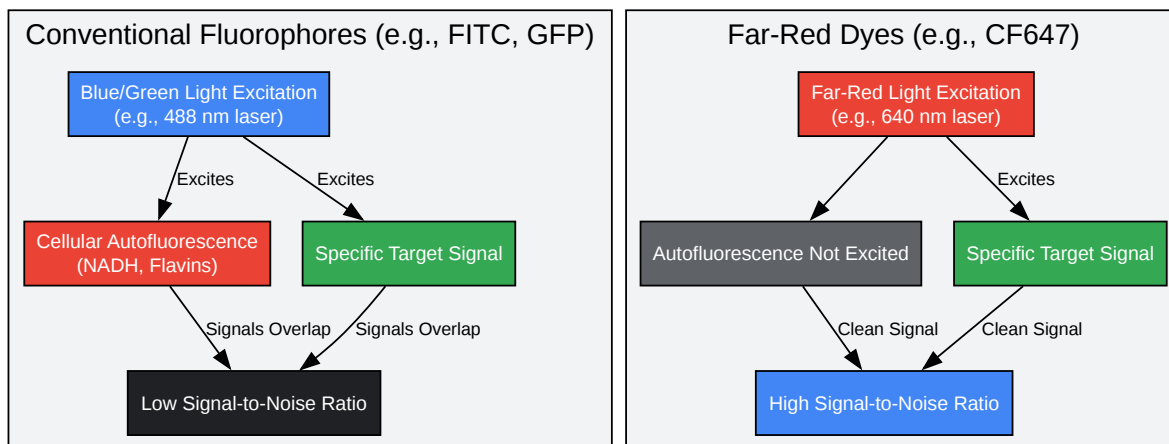 Conventional Fluorophores (e.g., FITC, GFP)
Blue/Green Light Excitation
(e.g., 488 nm laser)
Excites
Excites
Cellular Autofluorescence
(NADH, Flavins)
Specific Target Signal
Signals Overlap
Signals Overlap
Low Signal-to-Noise Ratio
Far-Red Dyes (e.g., CF647)
Far-Red Light Excitation
(e.g., 640 nm laser)
Excites
Autofluorescence Not Excited
Specific Target Signal
Clean Signal
Clean Signal
High Signal-to-Noise Ratio